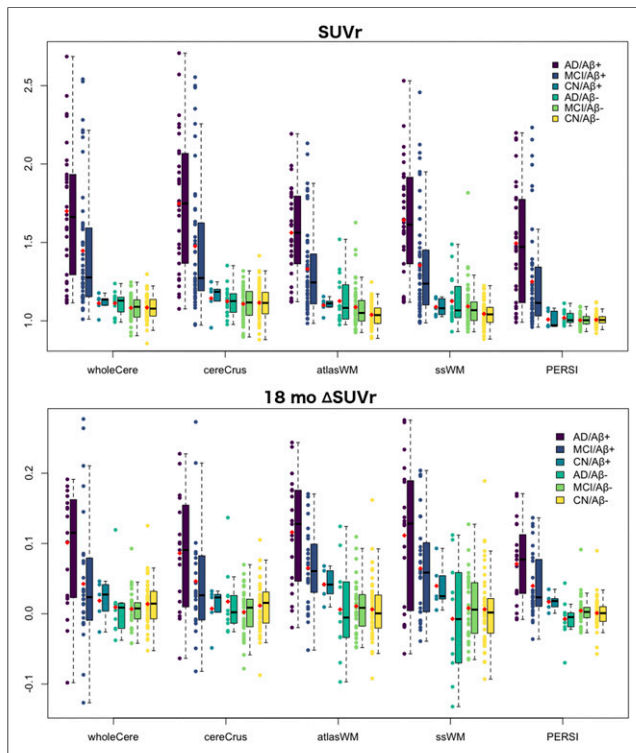 SUVr
2.5
2.0
1.5
1.0
AD/Aβ+
MCI/Aβ+
CN/Aβ+
AD/Aβ-
MCI/Aβ-
CN/Aβ-
wholeCere cereCrus atlasWM ssWM PERSI
18 mo ΔSUVr
0.2
0.1
0.0
-0.1
AD/Aβ+
MCI/Aβ+
CN/Aβ+
AD/Aβ-
MCI/Aβ-
CN/Aβ-
wholeCere cereCrus atlasWM ssWM PERSI